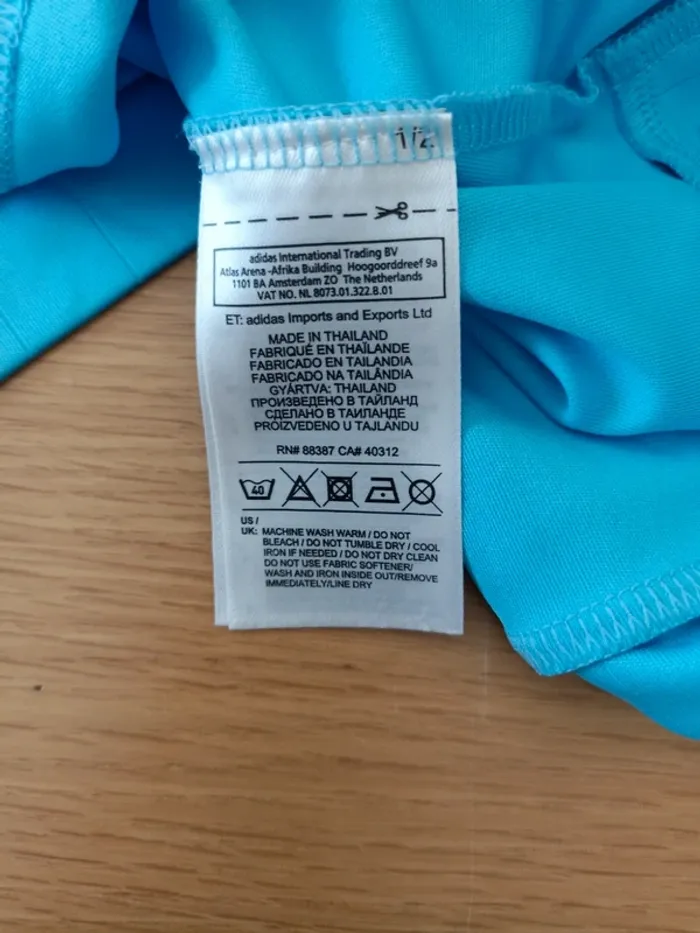 1/2
adidas International Trading BV
Atlas Arena -Afrika Building Hoogoorddreef 9a
1101 BA Amsterdam ZO The Netherlands
VAT NO. NL 8073.01.322.B.01
ET: adidas Imports and Exports Ltd
MADE IN THAILAND
FABRIQUÉ EN THAÏLANDE
FABRICADO EN TAILANDIA
FABRICADO NA TAILÂNDIA
GYÁRTVA: THAILAND
ПРОИЗВЕДЕНО В ТАЙЛАНД
СДЕЛАНО В ТАИЛАНДЕ
PROIZVEDENO U TAJLANDU
RN# 88387 CA# 40312
40
US /
UK: MACHINE WASH WARM / DO NOT
BLEACH / DO NOT TUMBLE DRY / COOL
IRON IF NEEDED / DO NOT DRY CLEAN
DO NOT USE FABRIC SOFTENER/
WASH AND IRON INSIDE OUT/REMOVE
IMMEDIATELY/LINE DRY